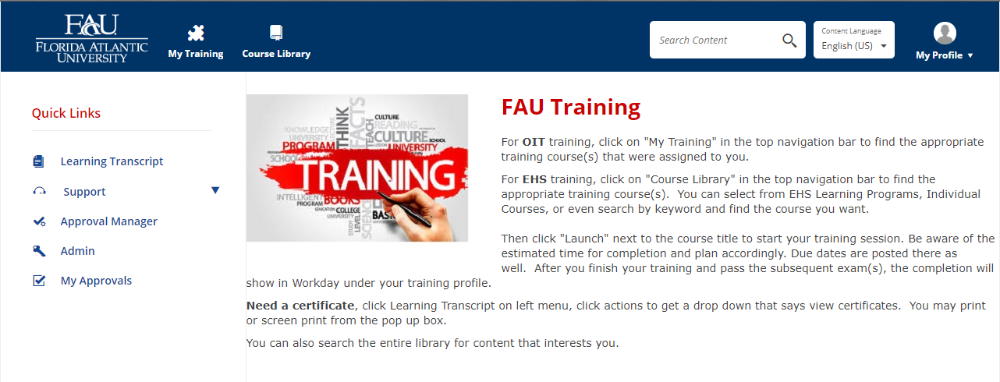 FAU
FLORIDA ATLANTIC
UNIVERSITY
My Training
Course Library
Search Content
Content Language
English (US)
My Profile
Quick Links
Learning Transcript
Support
Approval Manager
Admin
My Approvals
THINK
FACTS
CULTURE
KNOWLEDGE
LECTURE
READING
UNIVERSITY
TEACH
CULTURE
SCHOOL
PROGRAM
LESSON
UNIVERSITY
SCHOOL
TRAINING
INTELLIGENT
BOOKS
PROGRAM
EDUCATION
COLLEGE
UNIVERSITY
STUDY
LEVEL
SCIENCE
BASI
FAU Training
For OIT training, click on "My Training" in the top navigation bar to find the appropriate
training course(s) that were assigned to you.
For EHS training, click on "Course Library" in the top navigation bar to find the
appropriate training course(s).  You can select from EHS Learning Programs, Individual
Courses, or even search by keyword and find the course you want.
Then click "Launch" next to the course title to start your training session. Be aware of the
estimated time for completion and plan accordingly. Due dates are posted there as
well.  After you finish your training and pass the subsequent exam(s), the completion will
show in Workday under your training profile.
Need a certificate, click Learning Transcript on left menu, click actions to get a drop down that says view certificates.  You may print
or screen print from the pop up box.
You can also search the entire library for content that interests you.